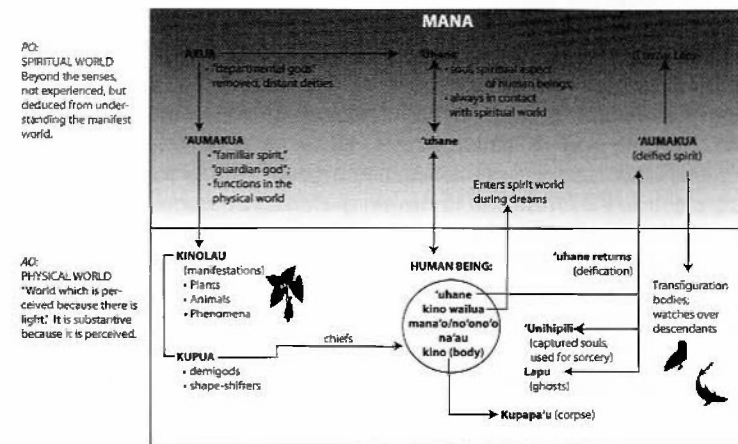 MANA
PO:
SPIRITUAL WORLD
Beyond the senses,
not experienced, but
deduced from under-
standing the manifest
world.
AKUA
• "departmental gods"
removed, distant deities
'Uhane
• soul, spiritual aspect
of human beings;
• always in contact
with spiritual world
'AUMAKUA
• "familiar spirit,"
"guardian god";
• functions in the
physical world
'uhane
Enters spirit world
during dreams
'AUMAKUA
(deified spirit)
AO:
PHYSICAL WORLD
"World which is per-
ceived because there is
light." It is substantive
because it is perceived.
KINOLAU
(manifestations)
• Plants
• Animals
• Phenomena
KUPUA
• demigods
• shape-shifters
chiefs
HUMAN BEING:
'uhane
kino wailua
mana'o/no'ono'o
na'au
kino (body)
'uhane returns
(deification)
'Unihipili
(captured souls,
used for sorcery)
Lapu
(ghosts)
Kupapa'u (corpse)
Transfiguration
bodies;
watches over
descendants